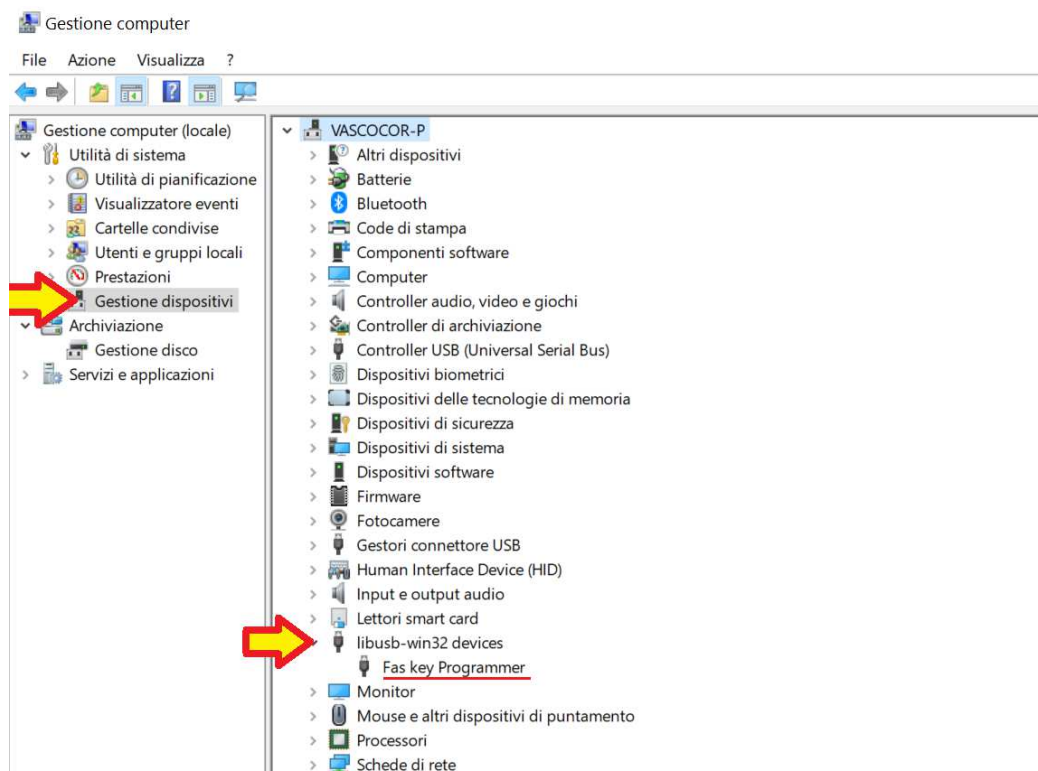 Gestione computer
File Azione Visualizza ?
Gestione computer (locale)
Utilità di sistema
Utilità di pianificazione
Visualizzatore eventi
Cartelle condivise
Utenti e gruppi locali
Prestazioni
Gestione dispositivi
Archiviazione
Gestione disco
Servizi e applicazioni
VASCOCOR-P
Altri dispositivi
Batterie
Bluetooth
Code di stampa
Componenti software
Computer
Controller audio, video e giochi
Controller di archiviazione
Controller USB (Universal Serial Bus)
Dispositivi biometrici
Dispositivi delle tecnologie di memoria
Dispositivi di sicurezza
Dispositivi di sistema
Dispositivi software
Firmware
Fotocamere
Gestori connettore USB
Human Interface Device (HID)
Input e output audio
Lettori smart card
libusb-win32 devices
Fas key Programmer
Monitor
Mouse e altri dispositivi di puntamento
Processori
Schede di rete